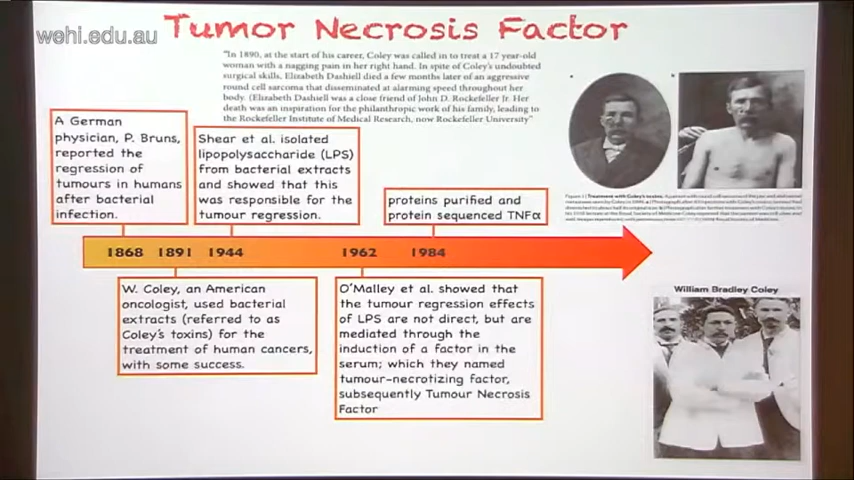 wehi.edu.au
Tumor Necrosis Factor
"In 1890, at the start of his career, Coley was called in to treat a 17 year-old
woman with a nagging pain in her right hand. In spite of Coley's undoubted
surgical skills, Elizabeth Dashiell died a few months later of an aggressive
round cell sarcoma that disseminated at alarming speed throughout her
body. (Elizabeth Dashiell was a close friend of John D. Rockefeller Jr. Her
death was an inspiration for the philanthropic work of his family, leading to
the Rockefeller Institute of Medical Research, now Rockefeller University"
A German
physician, P. Bruns,
reported the
regression of
tumours in humans
after bacterial
infection.
Shear et al. isolated
lipopolysaccharide (LPS)
from bacterial extracts
and showed that this
was responsible for the
tumour regression.
proteins purified and
protein sequenced TNFα
1868 1891 1944 1962 1984
W. Coley, an American
oncologist, used bacterial
extracts (referred to as
Coley's toxins) for the
treatment of human cancers,
with some success.
O'Malley et al. showed that
the tumour regression effects
of LPS are not direct, but are
mediated through the
induction of a factor in the
serum; which they named
tumour-necrotizing factor,
subsequently Tumour Necrosis
Factor
Figure 1 | Treatment with Coley's toxins.
William Bradley Coley